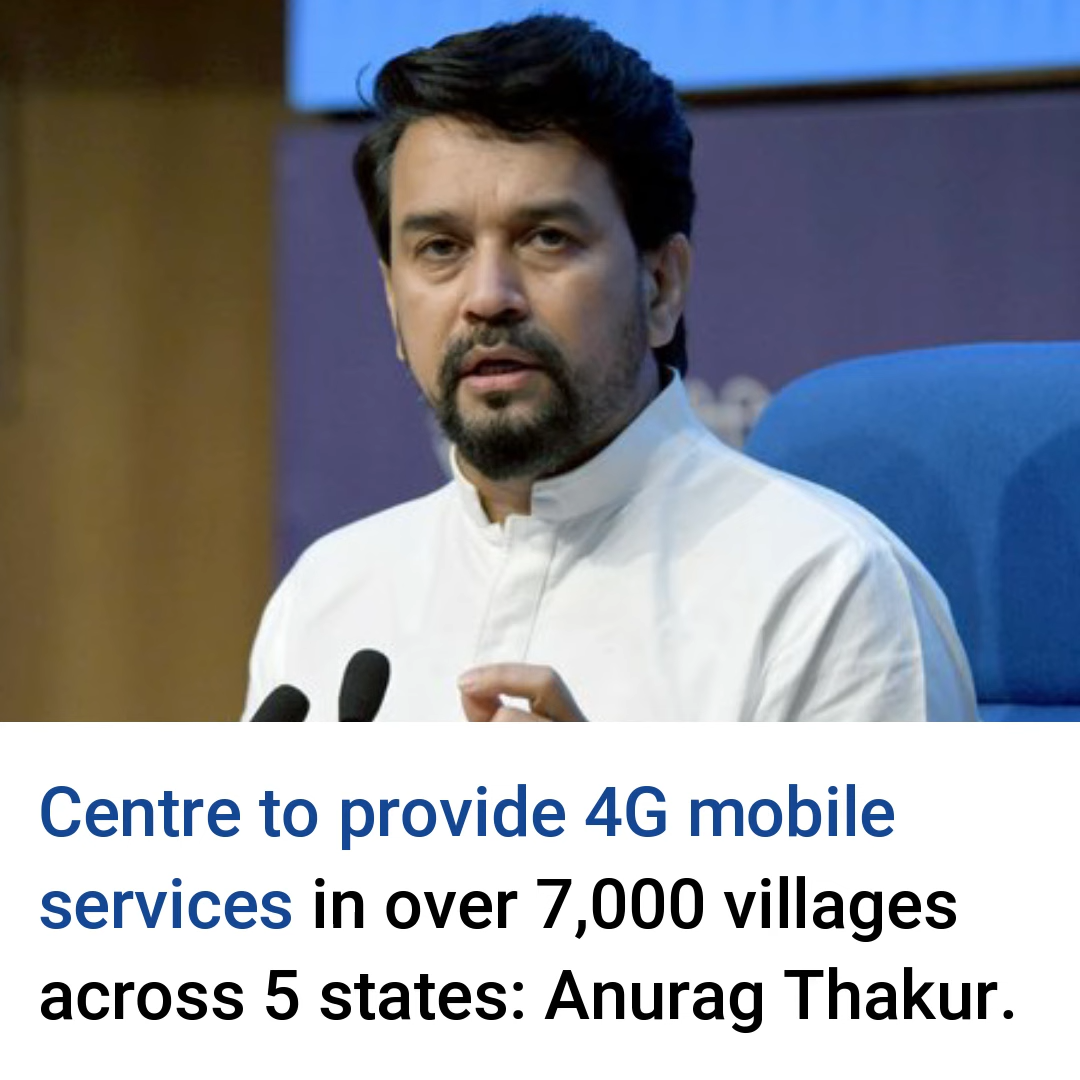 Centre to provide 4G mobile
services in over 7,000 villages
across 5 states: Anurag Thakur.